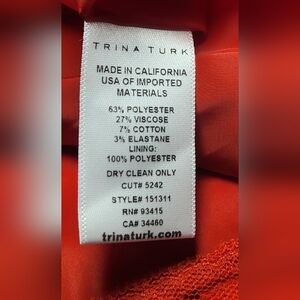 TRINA TURK
MADE IN CALIFORNIA
USA OF IMPORTED
MATERIALS
63% POLYESTER
27% VISCOSE
7% COTTON
3% ELASTANE
LINING:
100% POLYESTER
DRY CLEAN ONLY
CUT# 5242
STYLE# 151311
RN# 93415
CA# 34460
trinaturk.com